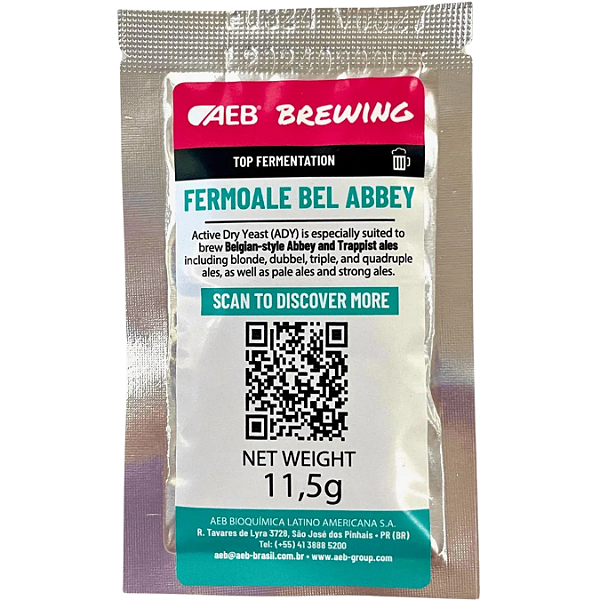 AEB® BREWING
TOP FERMENTATION
FERMOALE BEL ABBEY
Active Dry Yeast (ADY) is especially suited to
brew Belgian-style Abbey and Trappist ales
including blonde, dubbel, triple, and quadruple
ales, as well as pale ales and strong ales.
SCAN TO DISCOVER MORE
NET WEIGHT
11,5g
AEB BIOQUÍMICA LATINO AMERICANA S.A.
R. Tavares de Lyra 3728, São José dos Pinhais • PR (BR)
Tel: (+55) 41 3888 5200
aeb@aeb-brasil.com.br • www.aeb-group.com